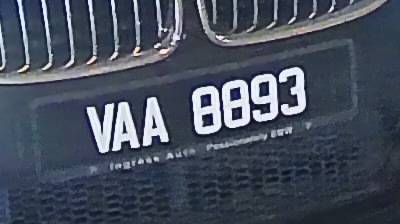 VAA 8893
Ingress Auto Passionately BMW